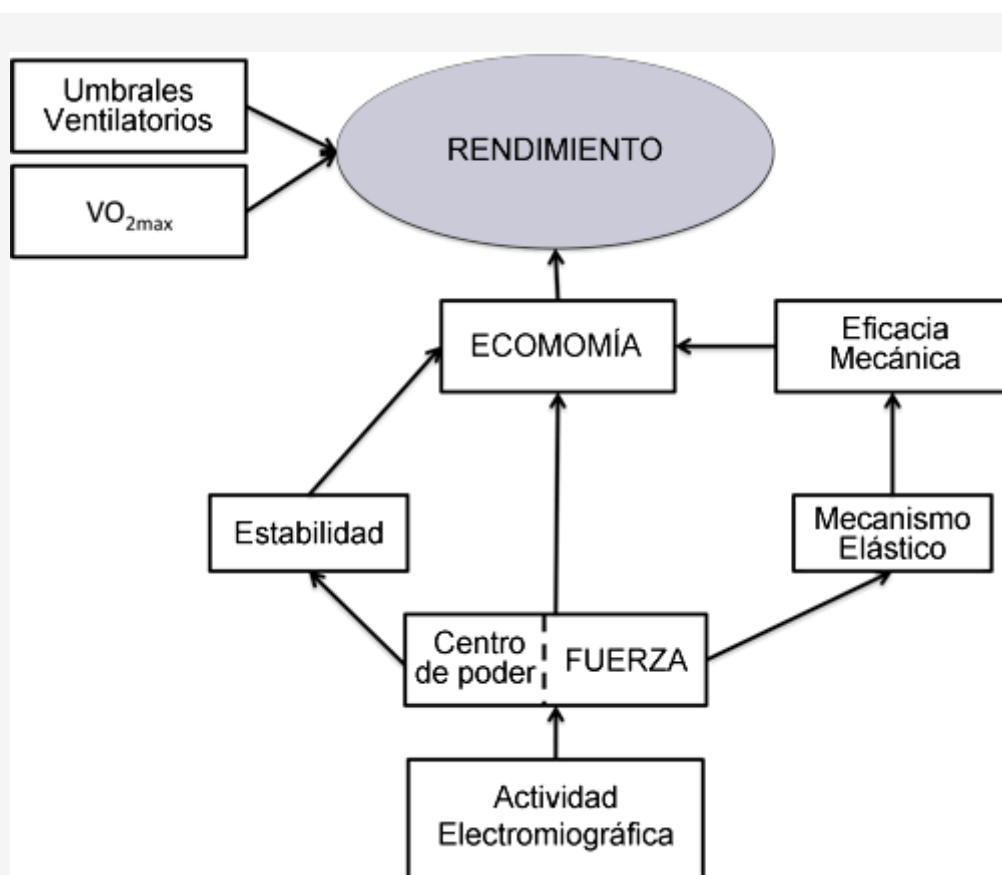 Umbrales
Ventilatorios
RENDIMIENTO
VO2max
ECOMOMÍA
Eficacia
Mecánica
Estabilidad
Mecanismo
Elástico
Centro
de poder
FUERZA
Actividad
Electromiográfica